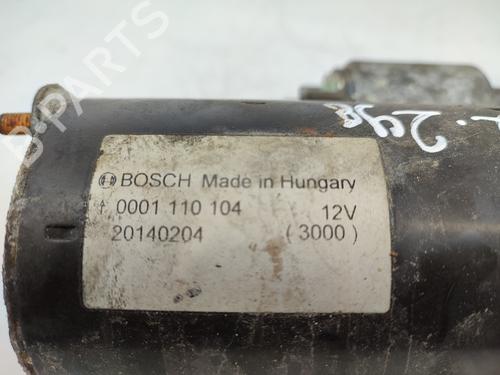 BOSCH Made in Hungary
0001 110 104 12V
20140204 (3000)